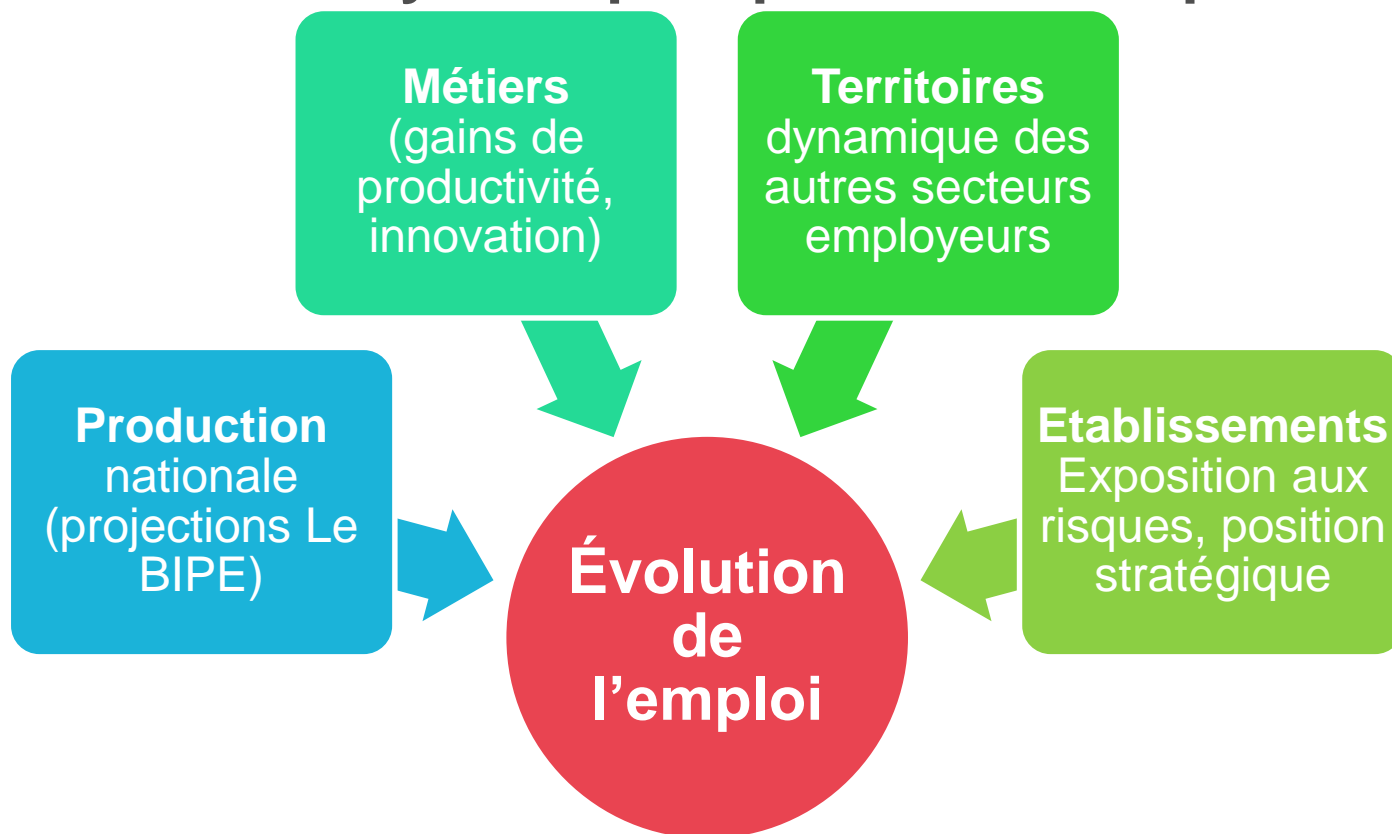 Métiers
(gains de
productivité,
innovation)
Territoires
dynamique des
autres secteurs
employeurs
Production
nationale
(projections Le
BIPE)
Etablissements
Exposition aux
risques, position
stratégique
Évolution
de
l’emploi